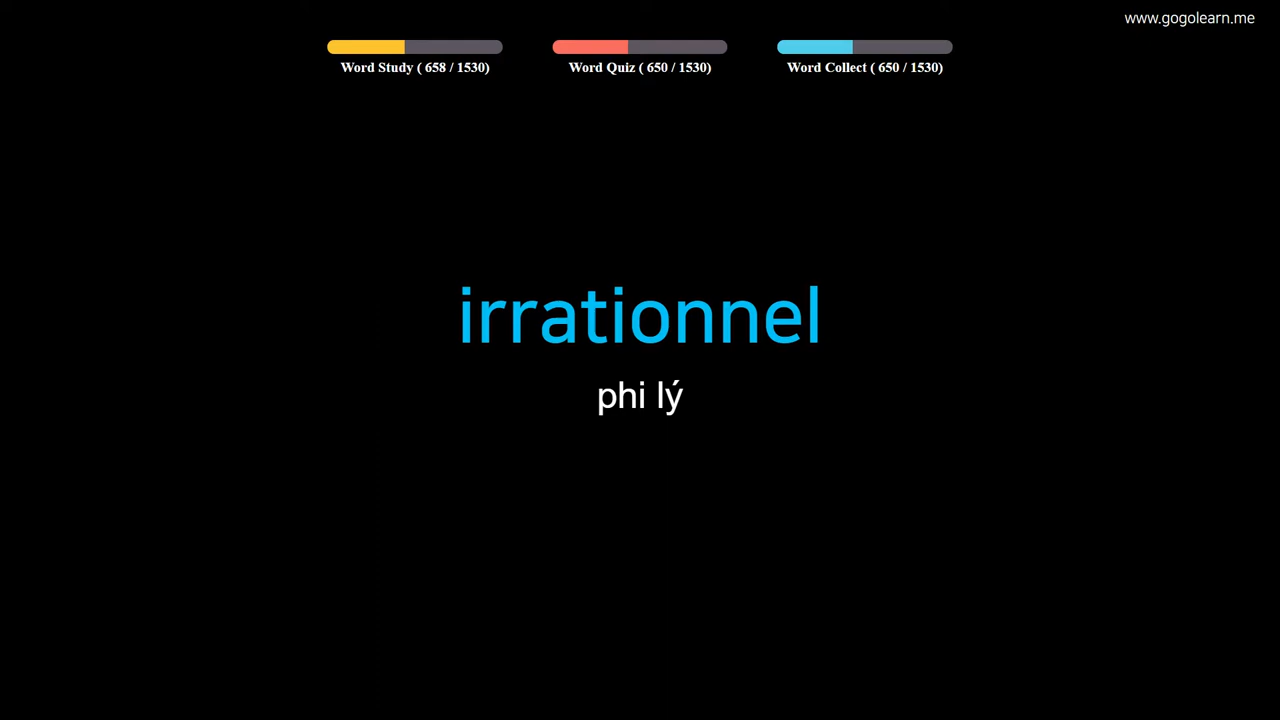 www.gogolearn.me
Word Study ( 658 / 1530)
Word Quiz ( 650 / 1530)
Word Collect ( 650 / 1530)
irrationnel
phi lý